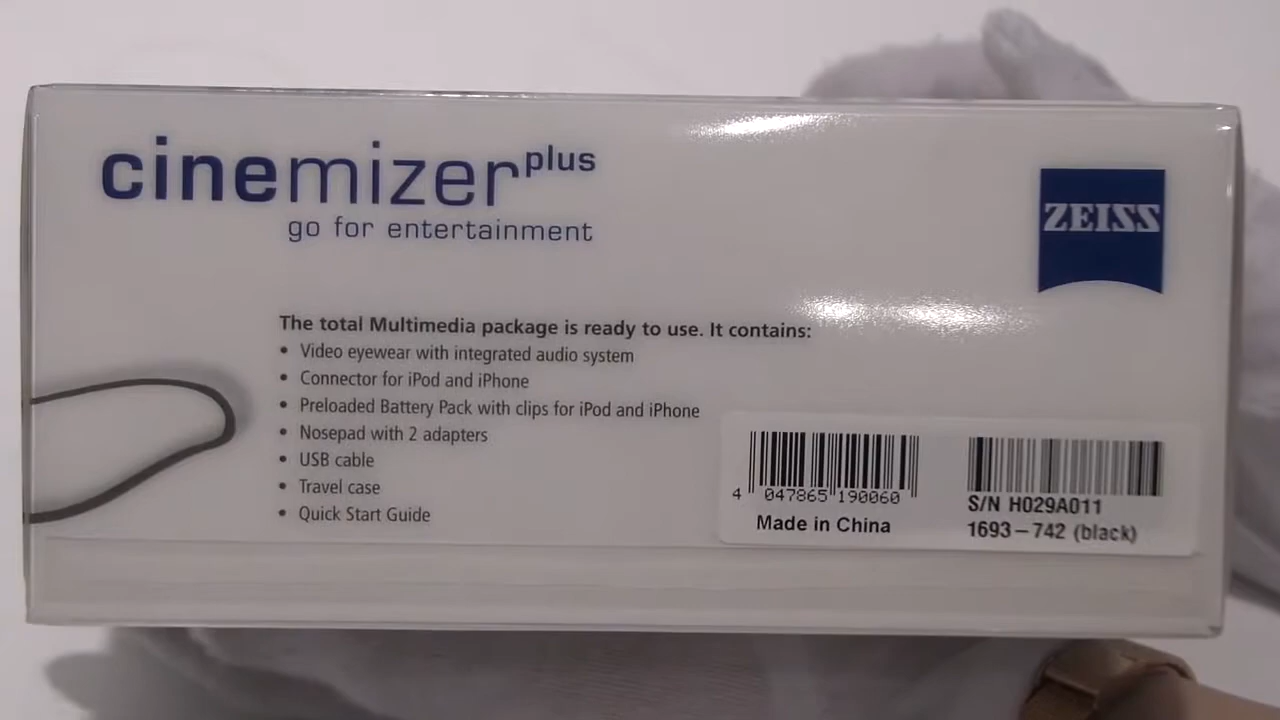 cinemizer plus
go for entertainment
ZEISS
The total Multimedia package is ready to use. It contains:
• Video eyewear with integrated audio system
• Connector for iPod and iPhone
• Preloaded Battery Pack with clips for iPod and iPhone
• Nosepad with 2 adapters
• USB cable
• Travel case
• Quick Start Guide
4 047865 190060
Made in China
S/N H029A011
1693-742 (black)